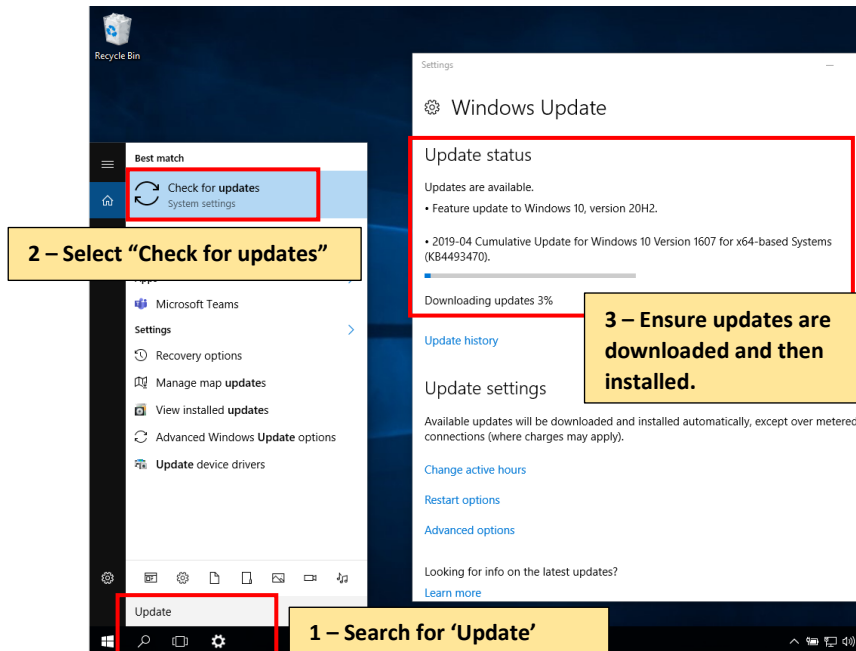 Recycle Bin
Settings
Windows Update
Best match
Check for updates
System settings
2 – Select “Check for updates”
Microsoft Teams
Settings
Recovery options
Manage map updates
View installed updates
Advanced Windows Update options
Update device drivers
Update
1 – Search for ‘Update’
Update status
Updates are available.
• Feature update to Windows 10, version 20H2.
• 2019-04 Cumulative Update for Windows 10 Version 1607 for x64-based Systems
(KB4493470).
Downloading updates 3%
3 – Ensure updates are
downloaded and then
installed.
Update history
Update settings
Available updates will be downloaded and installed automatically, except over metered
connections (where charges may apply).
Change active hours
Restart options
Advanced options
Looking for info on the latest updates?
Learn more